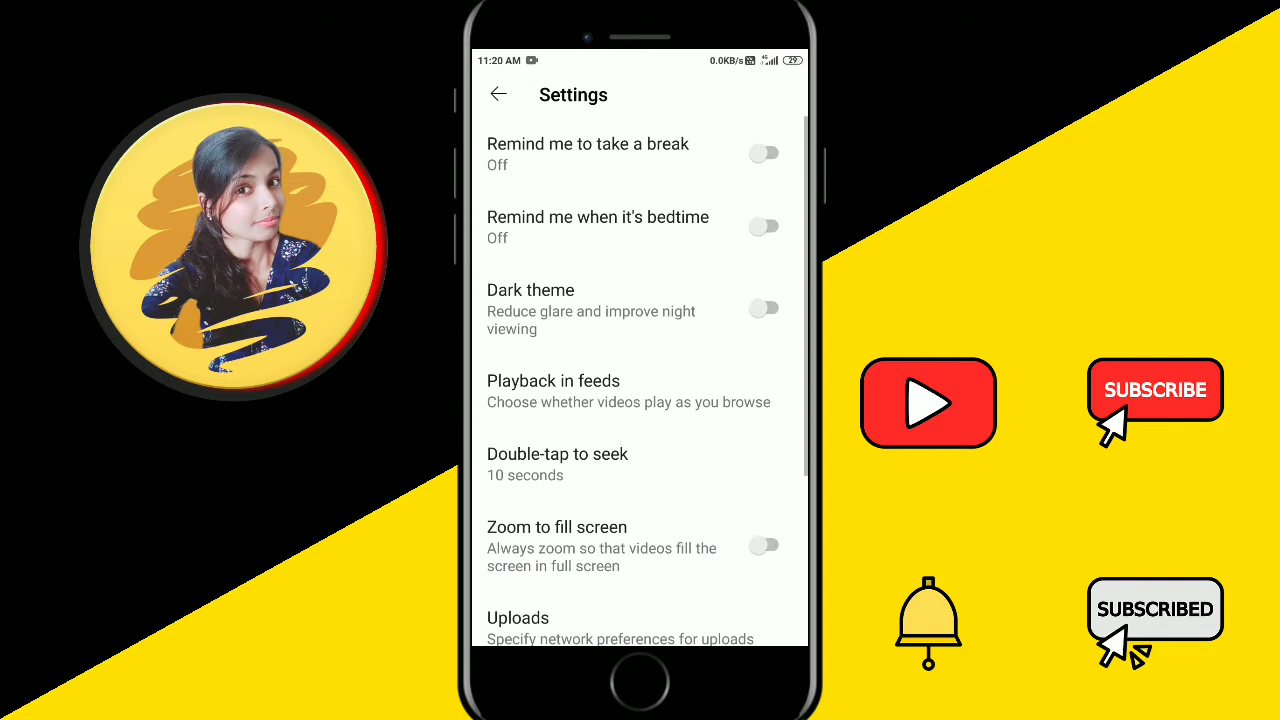 11:20 AM
0.0KB/s
4G
29
Settings
Remind me to take a break
Off
Remind me when it's bedtime
Off
Dark theme
Reduce glare and improve night
viewing
Playback in feeds
Choose whether videos play as you browse
Double-tap to seek
10 seconds
Zoom to fill screen
Always zoom so that videos fill the
screen in full screen
Uploads
Specify network preferences for uploads
SUBSCRIBE
SUBSCRIBED